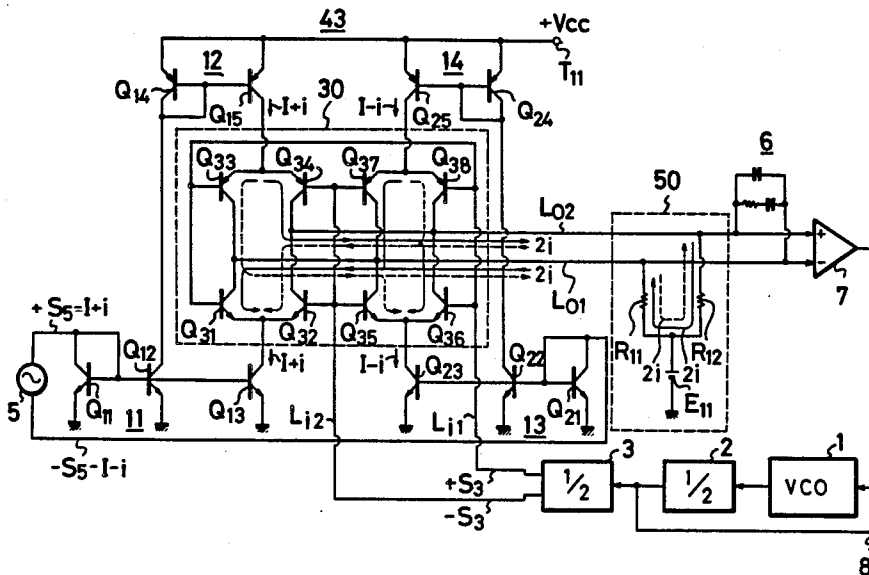 43
+Vcc
T11
12
14
Q14
Q15
I+i
30
I-i
Q25
Q24
Q33
Q34
Q37
Q38
6
50
LO2
2i
2i
LO1
+
-
7
Q31
Q32
Q35
Q36
R11
R12
2i
2i
E11
+S5=I+i
Q12
I+i
I-i
Q23
Q22
5
Q11
11
Q13
Li2
Li1
13
Q21
-S5-I-i
+S3
-S3
3
1/2
2
1/2
1
VCO
8